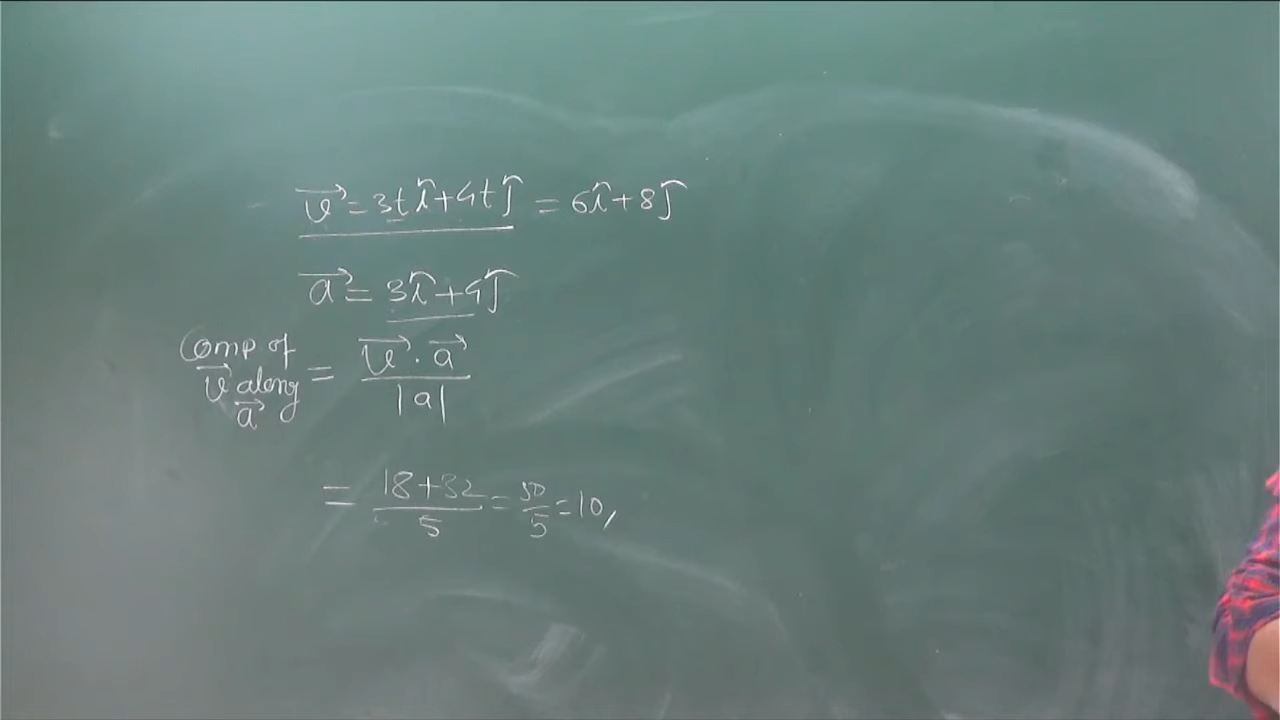 v⃗ = 3t î + 4t ĵ = 6î + 8ĵ
a⃗ = 3î + 4ĵ
Comp of v⃗ along a⃗ = v⃗ · a⃗ / |a|
= 18+32 / 5 = 50/5 = 10,